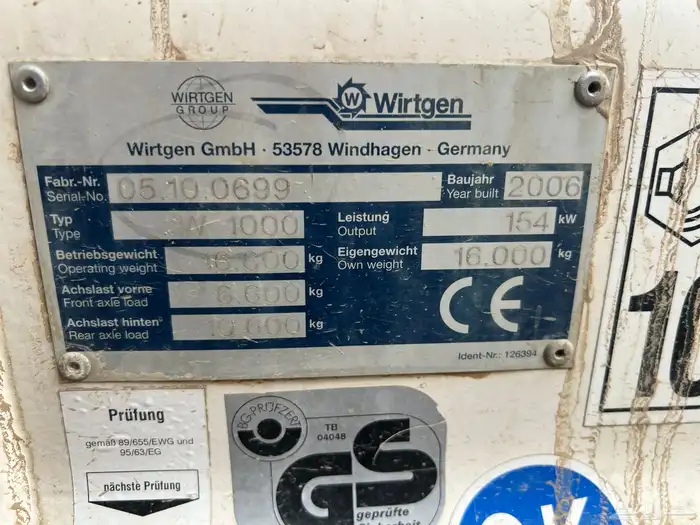 WIRTGEN
GROUP
W Wirtgen
Wirtgen GmbH · 53578 Windhagen · Germany
Fabr.-Nr.
Serial-No.
05.10.0699
Baujahr
Year built
2006
Typ
Type
W 1000
Leistung
Output
154 kW
Betriebsgewicht
Operating weight
kg
Eigengewicht
Own weight
16.000 kg
Achslast vorne
Front axle load
6.600 kg
Achslast hinten
Rear axle load
10.000 kg
CE
Ident-Nr.: 126394
10
Prüfung
gemäß 89/655/EWG und
95/63/EG
nächste Prüfung
BG-PRÜFZERT
TB
04048
GS
geprüfte
Sicherheit